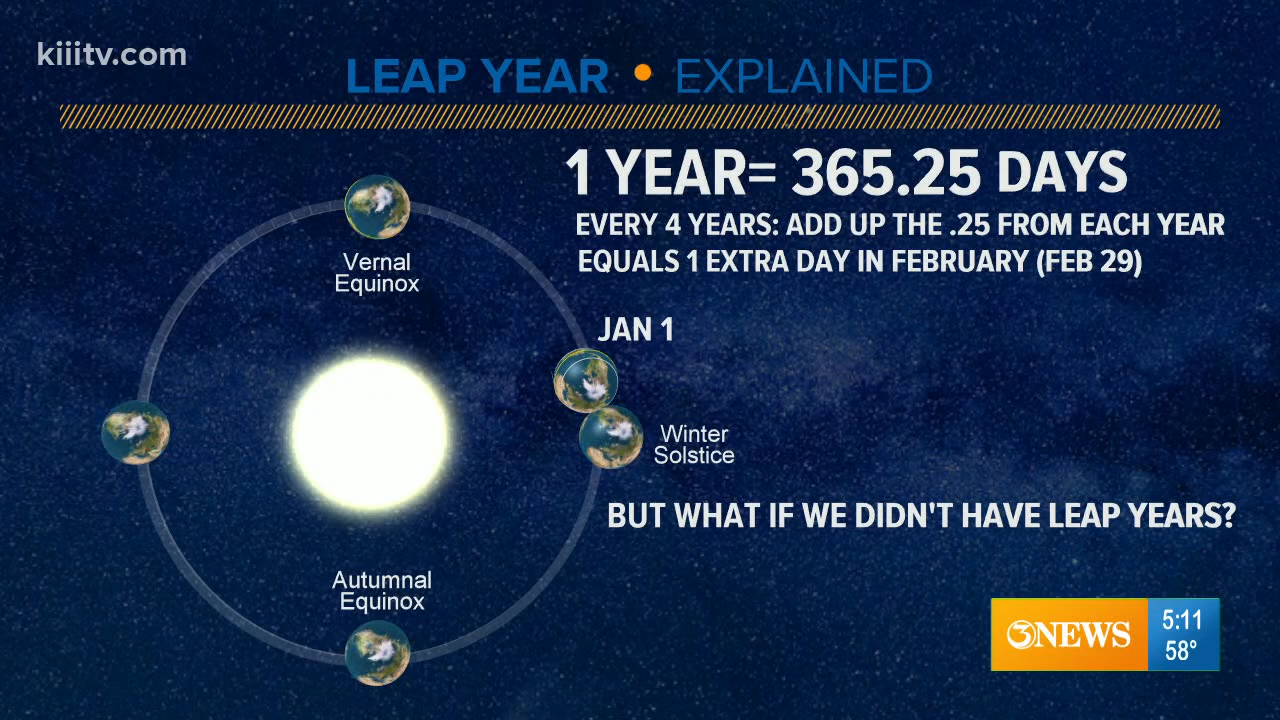 kiiitv.com
LEAP YEAR • EXPLAINED
1 YEAR= 365.25 DAYS
EVERY 4 YEARS: ADD UP THE .25 FROM EACH YEAR
EQUALS 1 EXTRA DAY IN FEBRUARY (FEB 29)
Vernal
Equinox
JAN 1
Winter
Solstice
BUT WHAT IF WE DIDN'T HAVE LEAP YEARS?
Autumnal
Equinox
3NEWS
5:11
58°